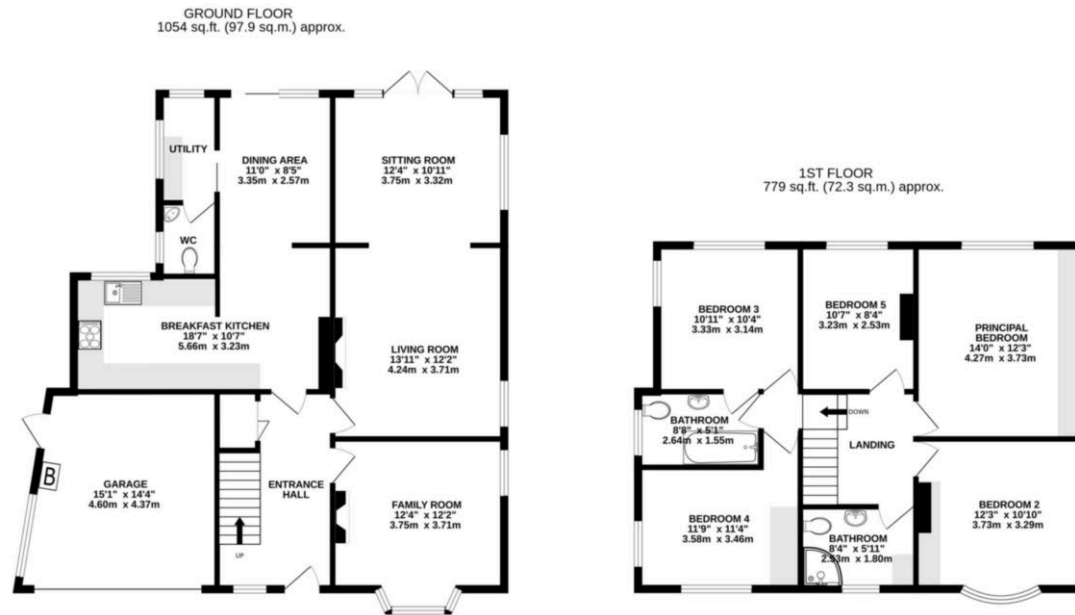 GROUND FLOOR
1054 sq.ft. (97.9 sq.m.) approx.
UTILITY
DINING AREA
11'0" x 8'5"
3.35m x 2.57m
SITTING ROOM
12'4" x 10'11"
3.75m x 3.32m
WC
BREAKFAST KITCHEN
18'7" x 10'7"
5.66m x 3.23m
LIVING ROOM
13'11" x 12'2"
4.24m x 3.71m
B
GARAGE
15'1" x 14'4"
4.60m x 4.37m
ENTRANCE
HALL
UP
FAMILY ROOM
12'4" x 12'2"
3.75m x 3.71m
1ST FLOOR
779 sq.ft. (72.3 sq.m.) approx.
BEDROOM 3
10'11" x 10'4"
3.33m x 3.14m
BEDROOM 5
10'7" x 8'4"
3.23m x 2.53m
PRINCIPAL
BEDROOM
14'0" x 12'3"
4.27m x 3.73m
BATHROOM
8'8" x 5'1"
2.64m x 1.55m
DOWN
LANDING
BEDROOM 4
11'9" x 11'4"
3.58m x 3.46m
BATHROOM
8'4" x 5'11"
2.53m x 1.80m
BEDROOM 2
12'3" x 10'10"
3.73m x 3.29m